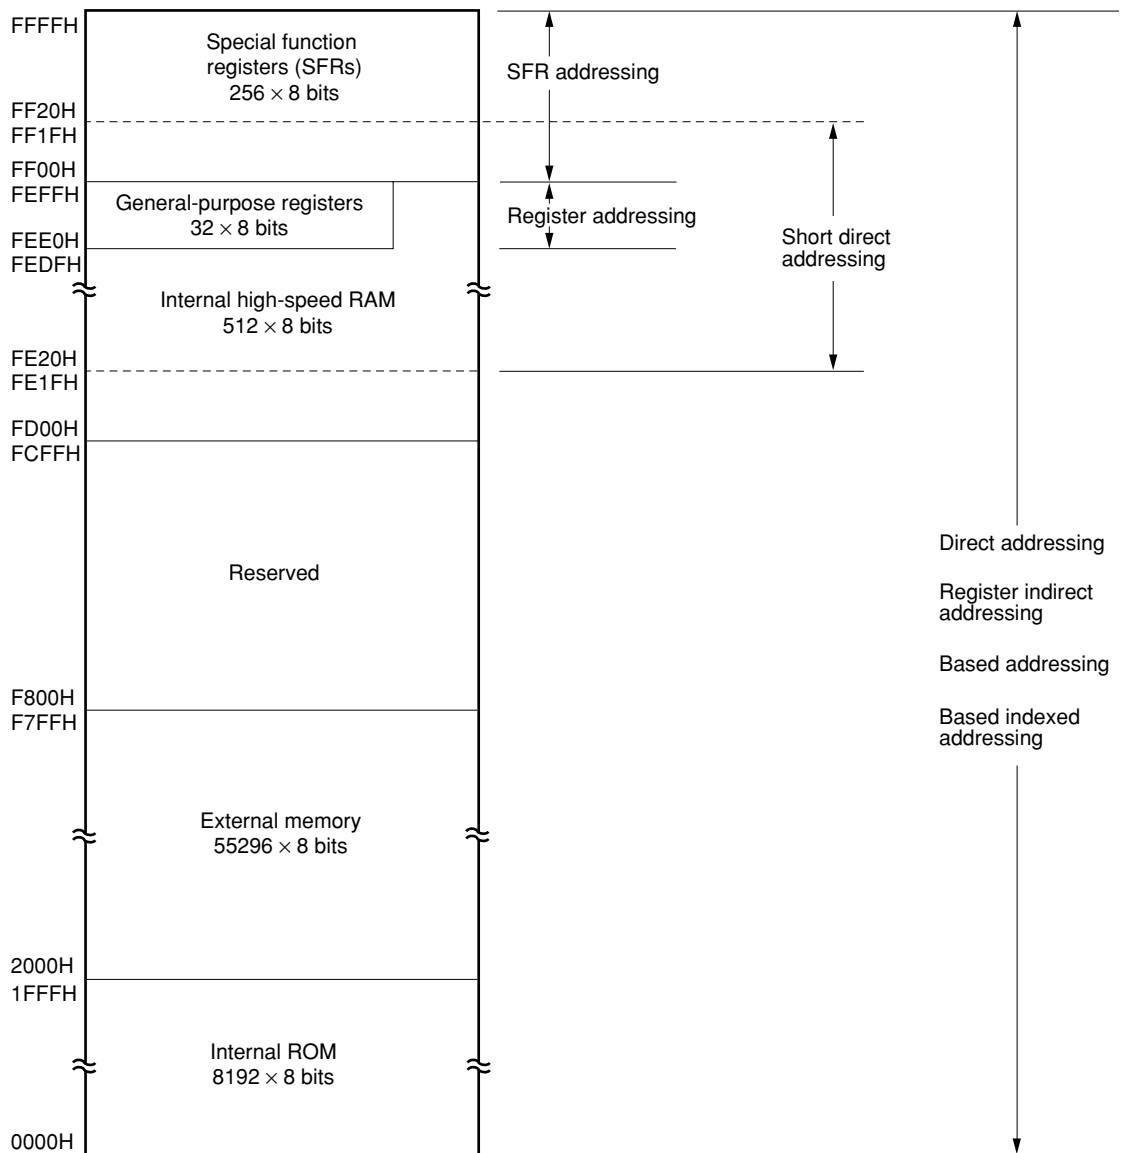 FFFFH
Special function
registers (SFRs)
256 × 8 bits
SFR addressing
FF20H
FF1FH
FF00H
FEFFH
General-purpose registers
32 × 8 bits
Register addressing
FEE0H
FEDFH
Short direct
addressing
Internal high-speed RAM
512 × 8 bits
FE20H
FE1FH
FD00H
FCFFH
Reserved
Direct addressing
Register indirect
addressing
Based addressing
Based indexed
addressing
F800H
F7FFH
External memory
55296 × 8 bits
2000H
1FFFH
Internal ROM
8192 × 8 bits
0000H